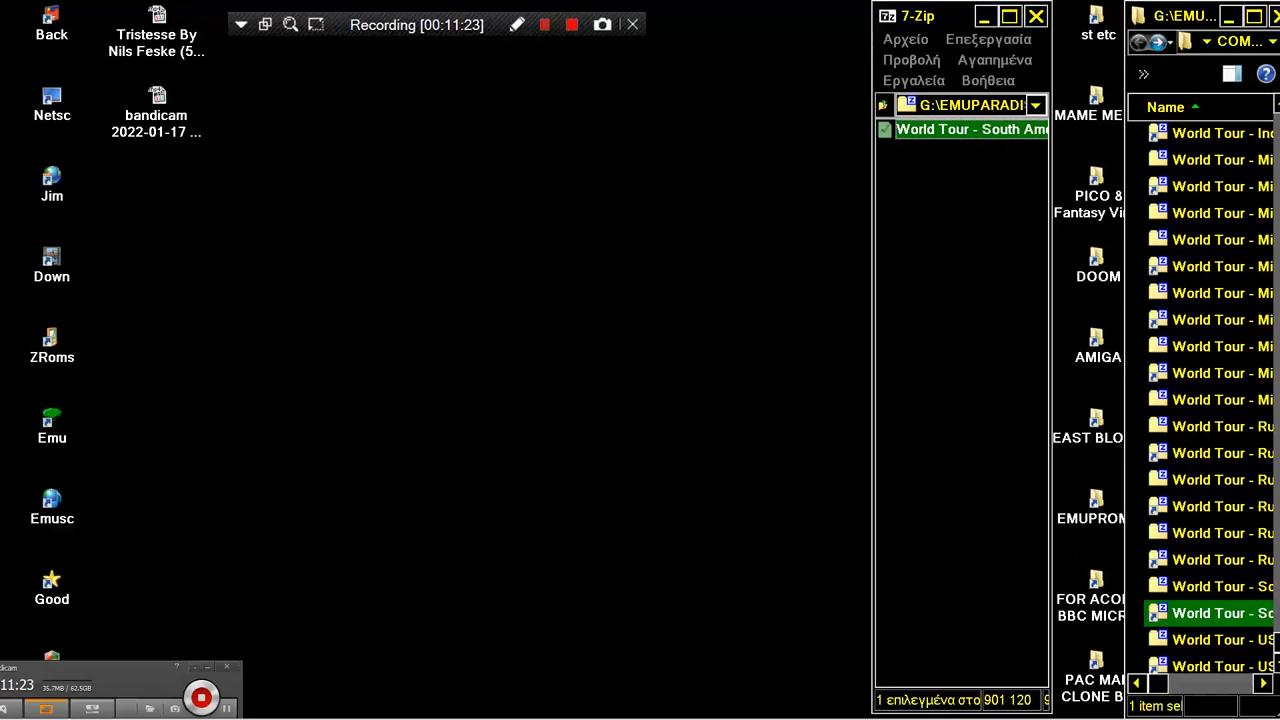 Back
Netsc
Jim
Down
ZRoms
Emu
Emusc
Good
Tristesse By
Nils Feske (5...
bandicam
2022-01-17 ...
Recording [00:11:23]
7-Zip
Αρχείο Επεξεργασία
Προβολή Αγαπημένα
Εργαλεία Βοήθεια
G:\EMUPARADI
World Tour - South Ame
1 επιλεγμένα στο 901 120
st etc
MAME ME
PICO 8
Fantasy Vi
DOOM
AMIGA
EAST BLO
EMUPROM
FOR ACO
BBC MICR
PAC MAN
CLONE B
G:\EMU...
COM...
Name
World Tour - Inc
World Tour - Mi
World Tour - Mi
World Tour - Mi
World Tour - Mi
World Tour - Mi
World Tour - Mi
World Tour - Mi
World Tour - Mi
World Tour - Mi
World Tour - Mi
World Tour - Ru
World Tour - Ru
World Tour - Ru
World Tour - Ru
World Tour - Ru
World Tour - Ru
World Tour - So
World Tour - So
World Tour - US
World Tour - US
1 item sel
dicam
11:23
35.7MB / 62.5GB